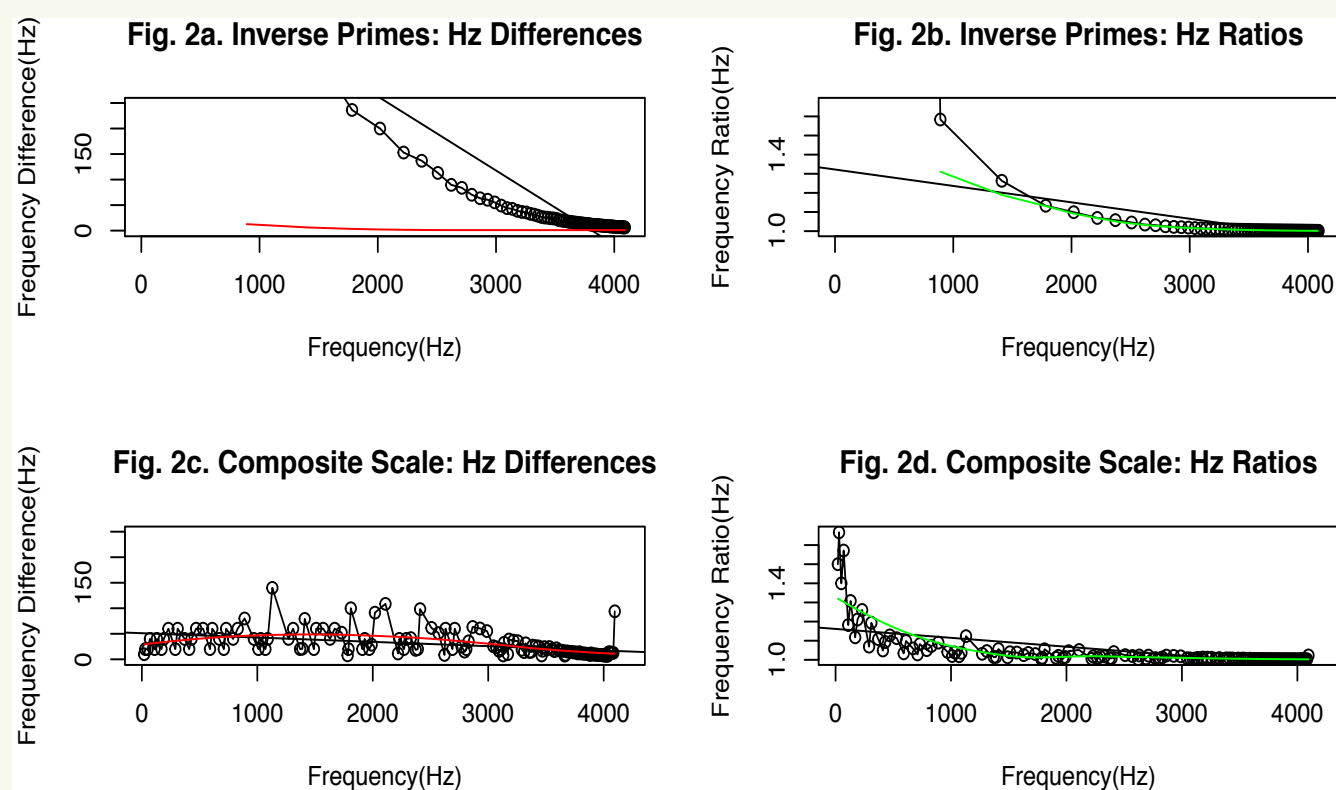 Fig. 2a. Inverse Primes: Hz Differences
Frequency Difference(Hz)
150
0
0 1000 2000 3000 4000
Frequency(Hz)
Fig. 2b. Inverse Primes: Hz Ratios
Frequency Ratio(Hz)
1.4
1.0
0 1000 2000 3000 4000
Frequency(Hz)
Fig. 2c. Composite Scale: Hz Differences
Frequency Difference(Hz)
150
0
0 1000 2000 3000 4000
Frequency(Hz)
Fig. 2d. Composite Scale: Hz Ratios
Frequency Ratio(Hz)
1.4
1.0
0 1000 2000 3000 4000
Frequency(Hz)